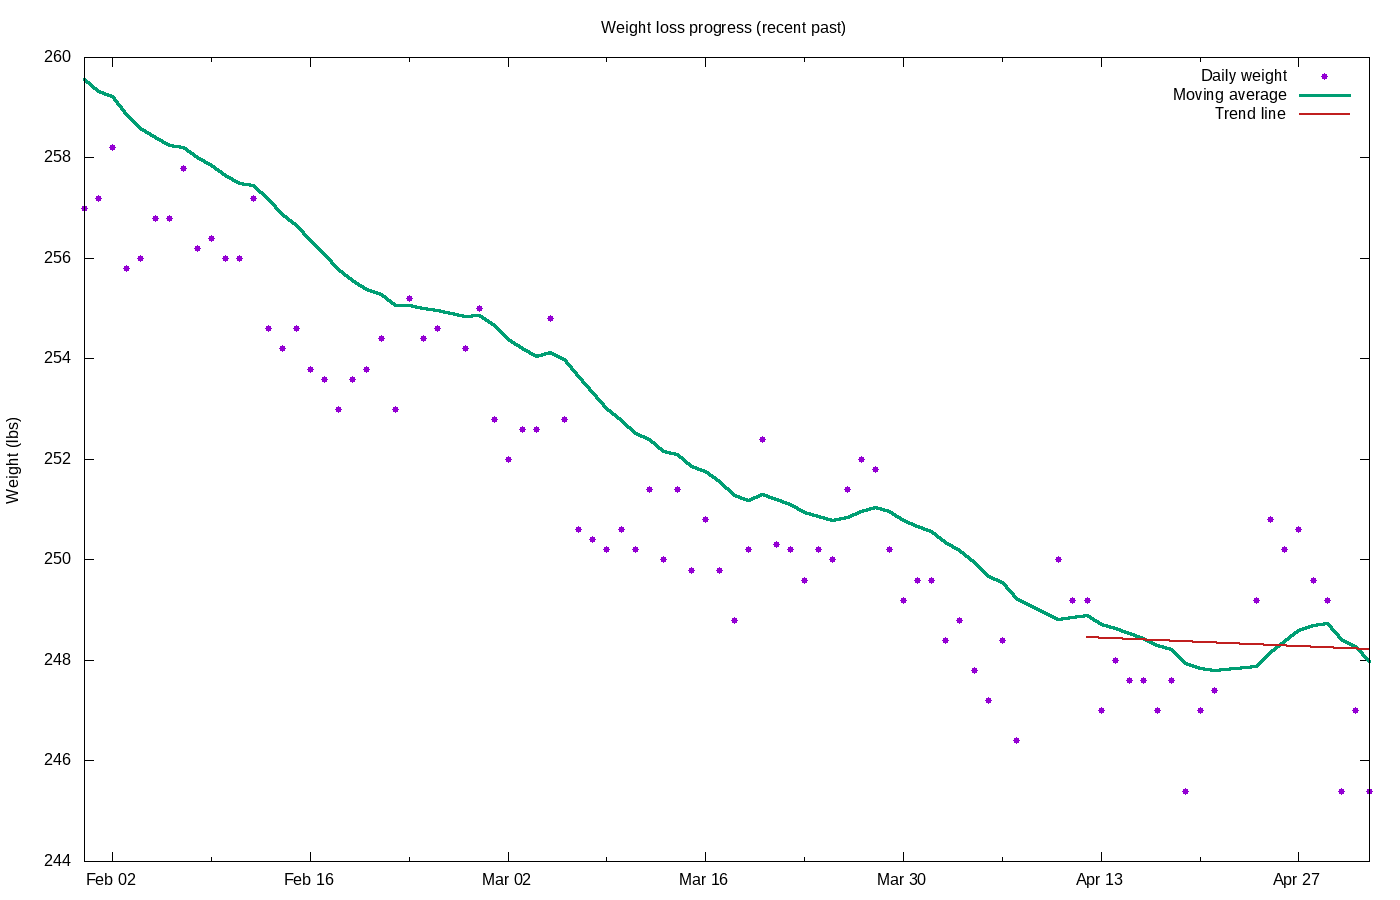 Weight loss progress (recent past)
Daily weight
Moving average
Trend line
Weight (lbs)
260
258
256
254
252
250
248
246
244
Feb 02
Feb 16
Mar 02
Mar 16
Mar 30
Apr 13
Apr 27